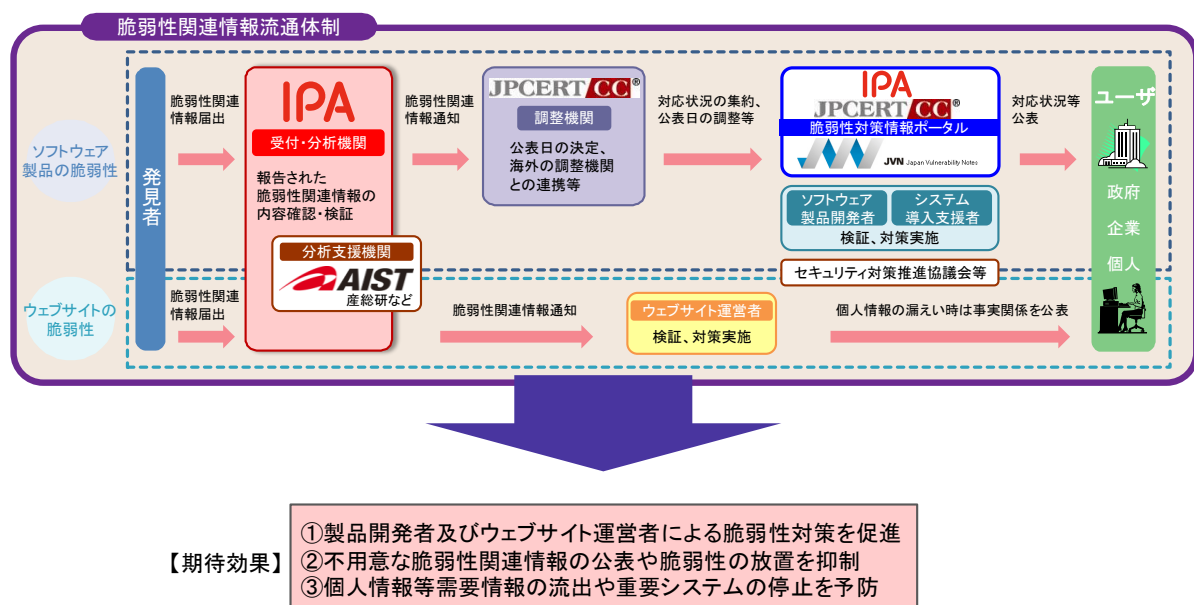 脆弱性関連情報流通体制
ソフトウェア
製品の脆弱性
発見者
脆弱性関連
情報届出
IPA
受付・分析機関
報告された
脆弱性関連情報の
内容確認・検証
分析支援機関
AIST
産総研など
脆弱性関連
情報通知
JPCERT/CC®
調整機関
公表日の決定、
海外の調整機関
との連携等
対応状況の集約、
公表日の調整等
IPA
JPCERT/CC®
脆弱性対策情報ポータル
JVN Japan Vulnerability Notes
ソフトウェア
製品開発者
システム
導入支援者
検証、対策実施
セキュリティ対策推進協議会等
対応状況等
公表
ユーザ
政府
企業
個人
ウェブサイトの
脆弱性
脆弱性関連
情報届出
脆弱性関連情報通知
ウェブサイト運営者
検証、対策実施
個人情報の漏えい時は事実関係を公表
【期待効果】
①製品開発者及びウェブサイト運営者による脆弱性対策を促進
②不用意な脆弱性関連情報の公表や脆弱性の放置を抑制
③個人情報等需要情報の流出や重要システムの停止を予防